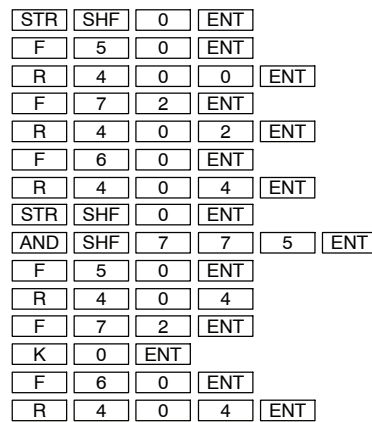 STR SHF 0 ENT
F 5 0 ENT
R 4 0 0 ENT
F 7 2 ENT
R 4 0 2 ENT
F 6 0 ENT
R 4 0 4 ENT
STR SHF 0 ENT
AND SHF 7 7 5 ENT
F 5 0 ENT
R 4 0 4
F 7 2 ENT
K 0 ENT
F 6 0 ENT
R 4 0 4 ENT